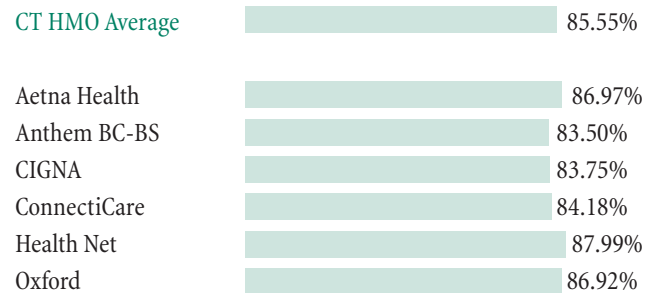 CT HMO Average 85.55%
Aetna Health 86.97%
Anthem BC-BS 83.50%
CIGNA 83.75%
ConnectiCare 84.18%
Health Net 87.99%
Oxford 86.92%